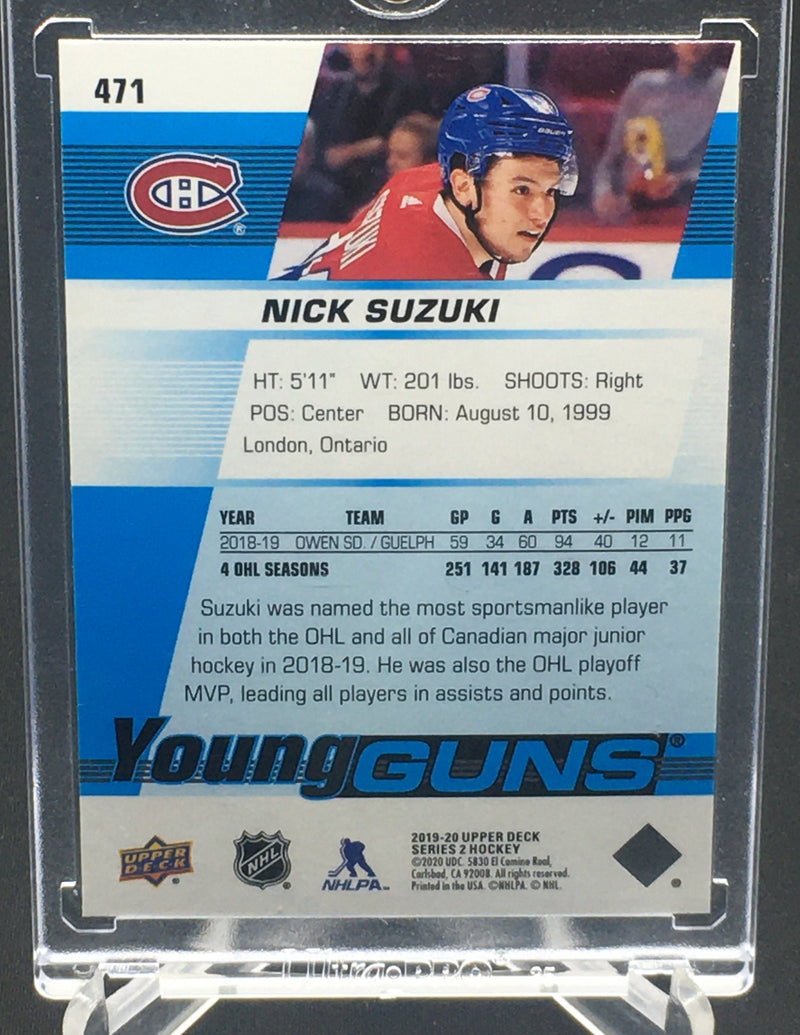 471
BAUER
NICK SUZUKI
HT: 5'11" WT: 201 lbs. SHOOTS: Right
POS: Center BORN: August 10, 1999
London, Ontario
YEAR TEAM GP G A PTS +/- PIM PPG
2018-19 OWEN SD. / GUELPH 59 34 60 94 40 12 11
4 OHL SEASONS 251 141 187 328 106 44 37
Suzuki was named the most sportsmanlike player
in both the OHL and all of Canadian major junior
hockey in 2018-19. He was also the OHL playoff
MVP, leading all players in assists and points.
Young GUNS®
UPPER DECK ®
NHL ®
NHLPA™
2019-20 UPPER DECK
SERIES 2 HOCKEY
©2020 UDC. 5830 El Camino Real,
Carlsbad, CA 92008. All rights reserved.
Printed in the USA. ©NHLPA. © NHL.